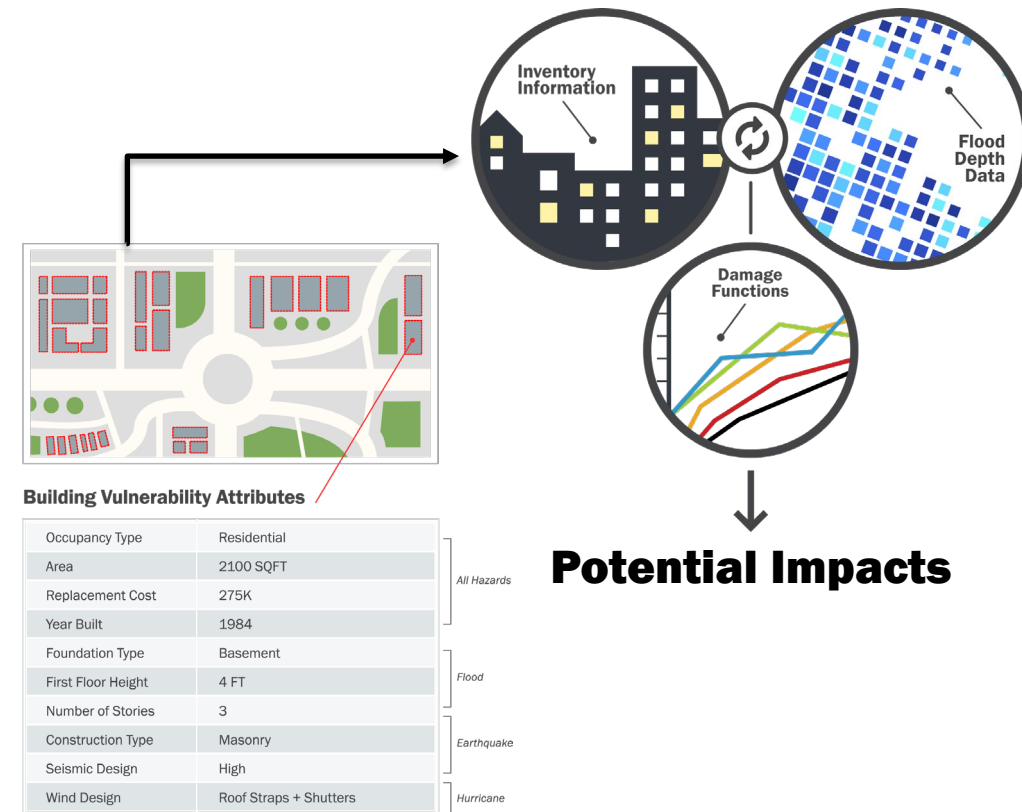 Inventory
Information
Flood
Depth
Data
Damage
Functions
Potential Impacts
Building Vulnerability Attributes
Occupancy Type Residential
Area 2100 SQFT
Replacement Cost 275K
Year Built 1984
All Hazards
Foundation Type Basement
First Floor Height 4 FT
Number of Stories 3
Flood
Construction Type Masonry
Seismic Design High
Earthquake
Wind Design Roof Straps + Shutters
Hurricane